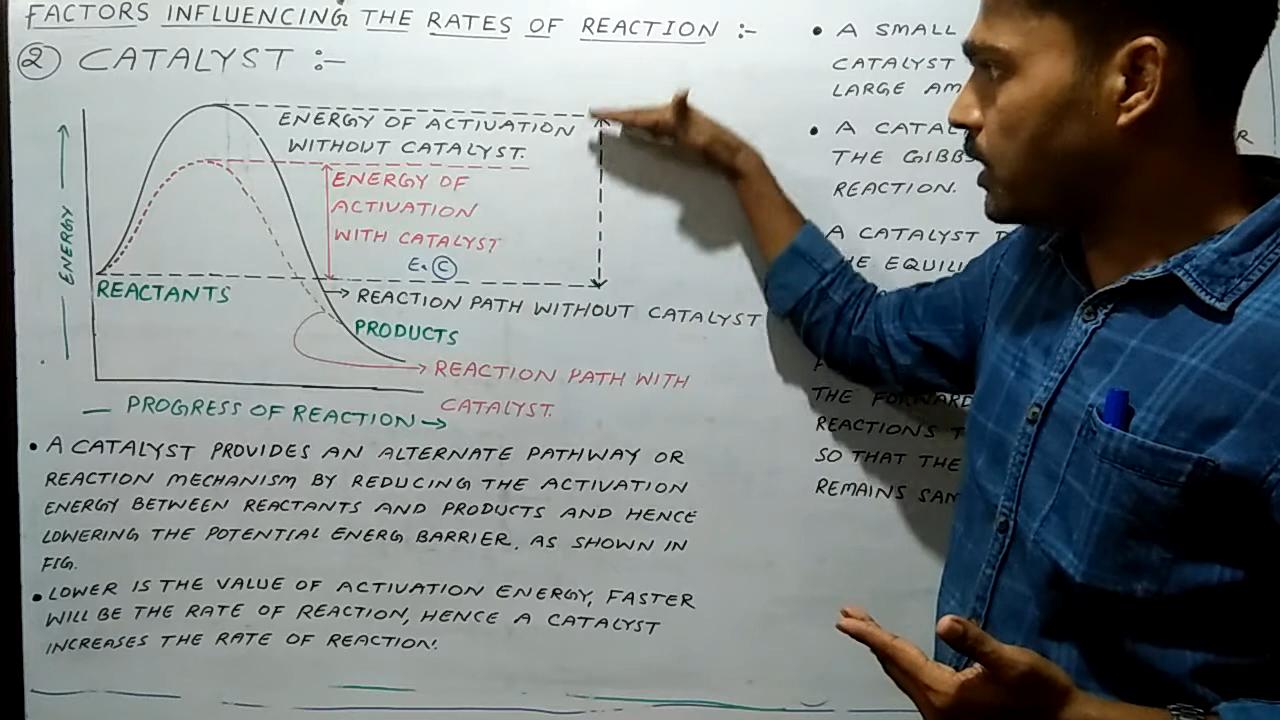 FACTORS INFLUENCING THE RATES OF REACTION :-
② CATALYST :-
ENERGY
ENERGY OF ACTIVATION
WITHOUT CATALYST.
ENERGY OF
ACTIVATION
WITH CATALYST
Ea (C)
REACTANTS
REACTION PATH WITHOUT CATALYST
PRODUCTS
REACTION PATH WITH
CATALYST.
PROGRESS OF REACTION
• A CATALYST PROVIDES AN ALTERNATE PATHWAY OR
REACTION MECHANISM BY REDUCING THE ACTIVATION
ENERGY BETWEEN REACTANTS AND PRODUCTS AND HENCE
LOWERING THE POTENTIAL ENERG BARRIER. AS SHOWN IN
FIG.
• LOWER IS THE VALUE OF ACTIVATION ENERGY, FASTER
WILL BE THE RATE OF REACTION, HENCE A CATALYST
INCREASES THE RATE OF REACTION.
• A SMALL
CATALYST
LARGE
• A
THE GIBBS
REACTION.
A CATALYST
THE FORWARD
REACTIONS
SO THAT THE
REMAINS